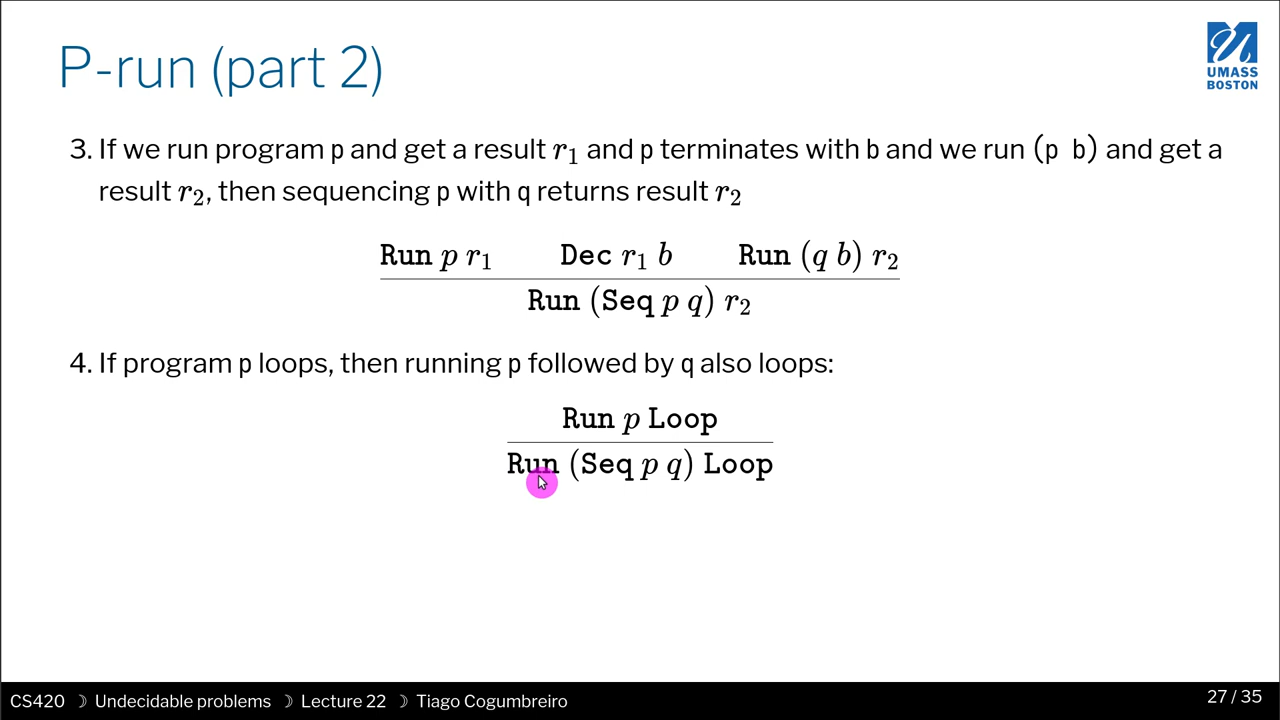 P-run (part 2)
UMASS
BOSTON
3. If we run program p and get a result r₁ and p terminates with b and we run (p b) and get a
result r₂, then sequencing p with q returns result r₂
Run p r₁ Dec r₁ b Run (q b) r₂
Run (Seq p q) r₂
4. If program p loops, then running p followed by q also loops:
Run p Loop
Run (Seq p q) Loop
CS420 ☽ Undecidable problems ☽ Lecture 22 ☽ Tiago Cogumbreiro
27 / 35